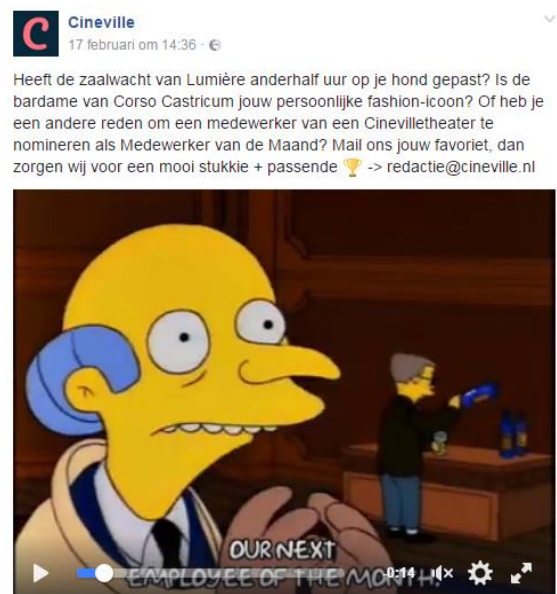 Cineville
17 februari om 14:36 ·
Heeft de zaalwacht van Lumière anderhalf uur op je hond gepast? Is de
bardame van Corso Castricum jouw persoonlijke fashion-icoon? Of heb je
een andere reden om een medewerker van een Cinevilletheater te
nomineren als Medewerker van de Maand? Mail ons jouw favoriet, dan
zorgen wij voor een mooi stukkie + passende 🏆 -> redactie@cineville.nl
OUR NEXT
EMPLOYEE OF THE MONTH.
-0:14